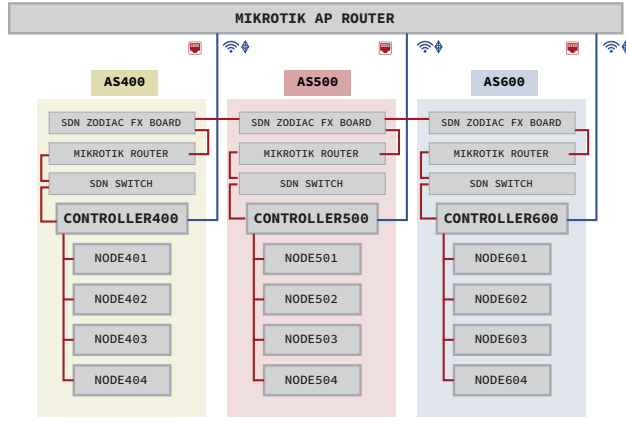 MIKROTIK AP ROUTER
AS400
AS500
AS600
SDN ZODIAC FX BOARD
SDN ZODIAC FX BOARD
SDN ZODIAC FX BOARD
MIKROTIK ROUTER
MIKROTIK ROUTER
MIKROTIK ROUTER
SDN SWITCH
SDN SWITCH
SDN SWITCH
CONTROLLER400
CONTROLLER500
CONTROLLER600
NODE401
NODE501
NODE601
NODE402
NODE502
NODE602
NODE403
NODE503
NODE603
NODE404
NODE504
NODE604